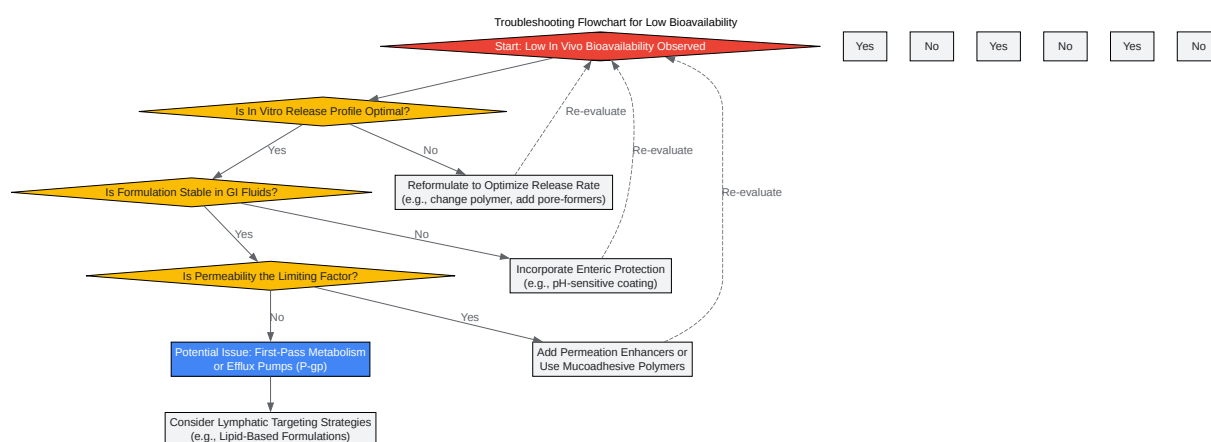 Troubleshooting Flowchart for Low Bioavailability
Start: Low In Vivo Bioavailability Observed
Yes
No
Yes
No
Yes
No
Is In Vitro Release Profile Optimal?
Re-evaluate
Yes
No
Re-evaluate
Is Formulation Stable in GI Fluids?
Reformulate to Optimize Release Rate
(e.g., change polymer, add pore-formers)
Re-evaluate
Yes
No
Is Permeability the Limiting Factor?
Incorporate Enteric Protection
(e.g., pH-sensitive coating)
No
Yes
Potential Issue: First-Pass Metabolism
or Efflux Pumps (P-gp)
Add Permeation Enhancers or
Use Mucoadhesive Polymers
Consider Lymphatic Targeting Strategies
(e.g., Lipid-Based Formulations)